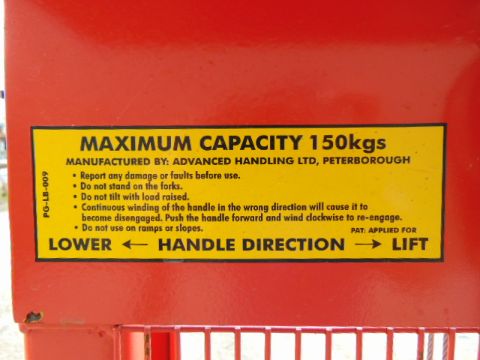 MAXIMUM CAPACITY 150kgs
MANUFACTURED BY: ADVANCED HANDLING LTD, PETERBOROUGH
PG-LB-009
• Report any damage or faults before use.
• Do not stand on the forks.
• Do not tilt with load raised.
• Continuous winding of the handle in the wrong direction will cause it to
become disengaged. Push the handle forward and wind clockwise to re-engage.
• Do not use on ramps or slopes.
PAT: APPLIED FOR
LOWER ← HANDLE DIRECTION → LIFT